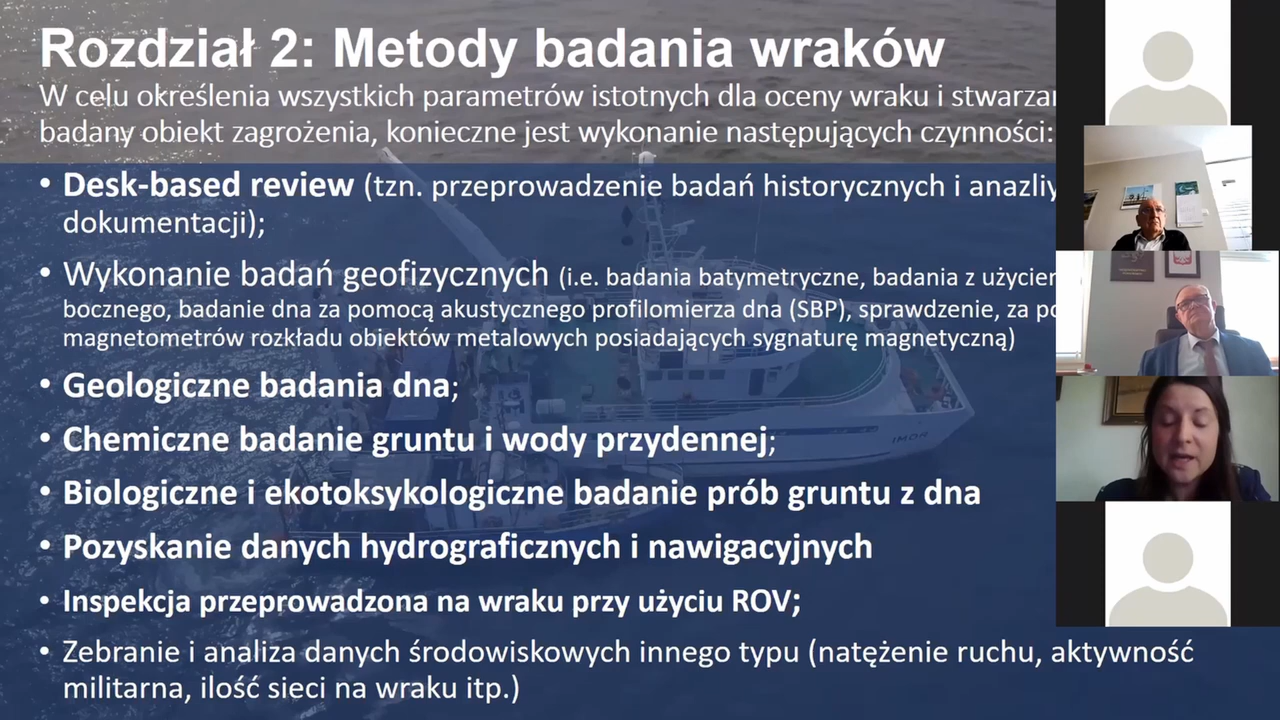 Rozdział 2: Metody badania wraków
W celu określenia wszystkich parametrów istotnych dla oceny wraku i
badany obiekt zagrożenia, konieczne jest wykonanie następujących czynności:
• Desk-based review (tzn. przeprowadzenie badań historycznych i
dokumentacji);
• Wykonanie badań geofizycznych (i.e. badania batymetryczne, badania z
bocznego, badanie dna za pomocą akustycznego profilomierza dna (SBP), sprawdzenie, za
magnetometrów rozkładu obiektów metalowych posiadających sygnaturę magnetyczną)
• Geologiczne badania dna;
• Chemiczne badanie gruntu i wody przydennej;
• Biologiczne i ekotoksykologiczne badanie prób gruntu z dna
• Pozyskanie danych hydrograficznych i nawigacyjnych
• Inspekcja przeprowadzona na wraku przy użyciu ROV;
• Zebranie i analiza danych środowiskowych innego typu (natężenie ruchu, aktywność
militarna, ilość sieci na wraku itp.)
IMOR